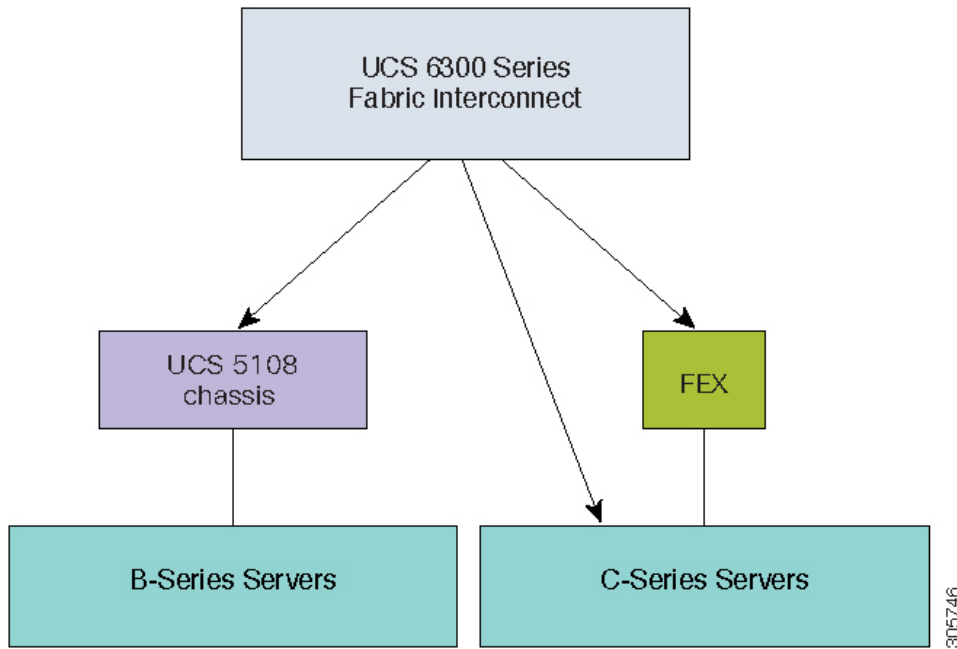 UCS 6300 Series
Fabric Interconnect
UCS 5108
chassis
FEX
B-Series Servers
C-Series Servers
305746